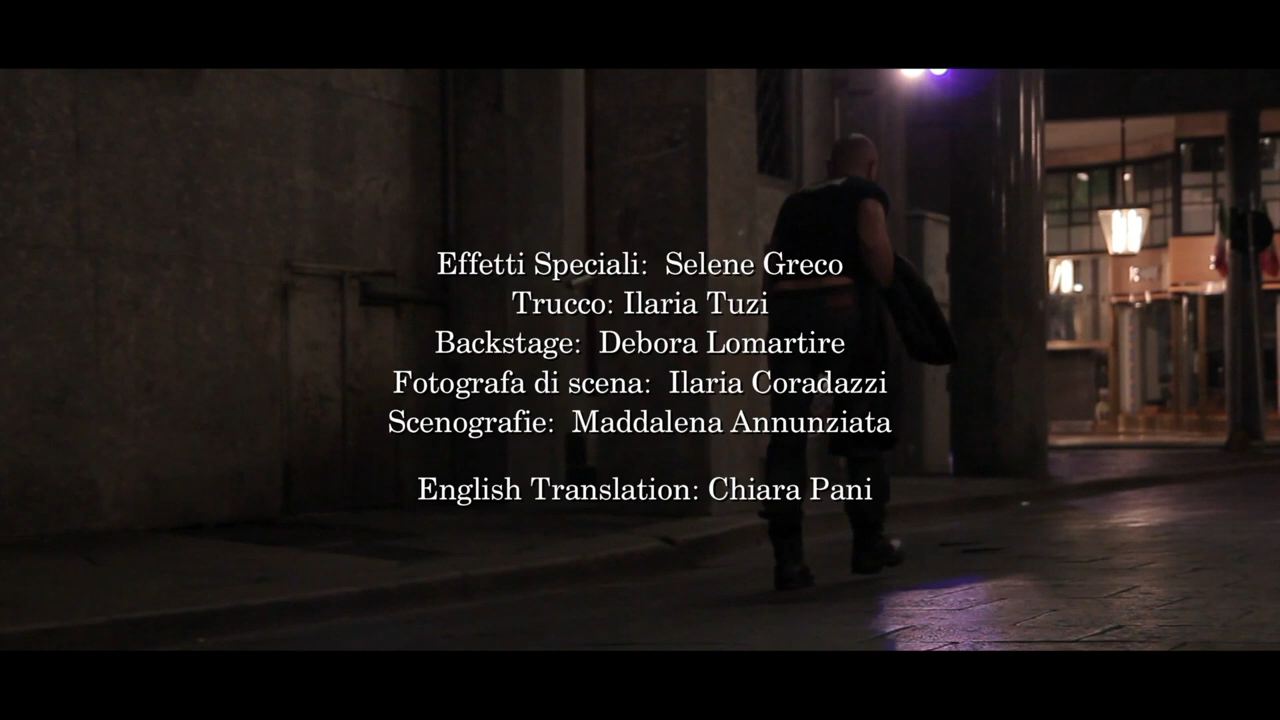 Effetti Speciali:  Selene Greco
Trucco: Ilaria Tuzi
Backstage:  Debora Lomartire
Fotografa di scena:  Ilaria Coradazzi
Scenografie:  Maddalena Annunziata
English Translation: Chiara Pani